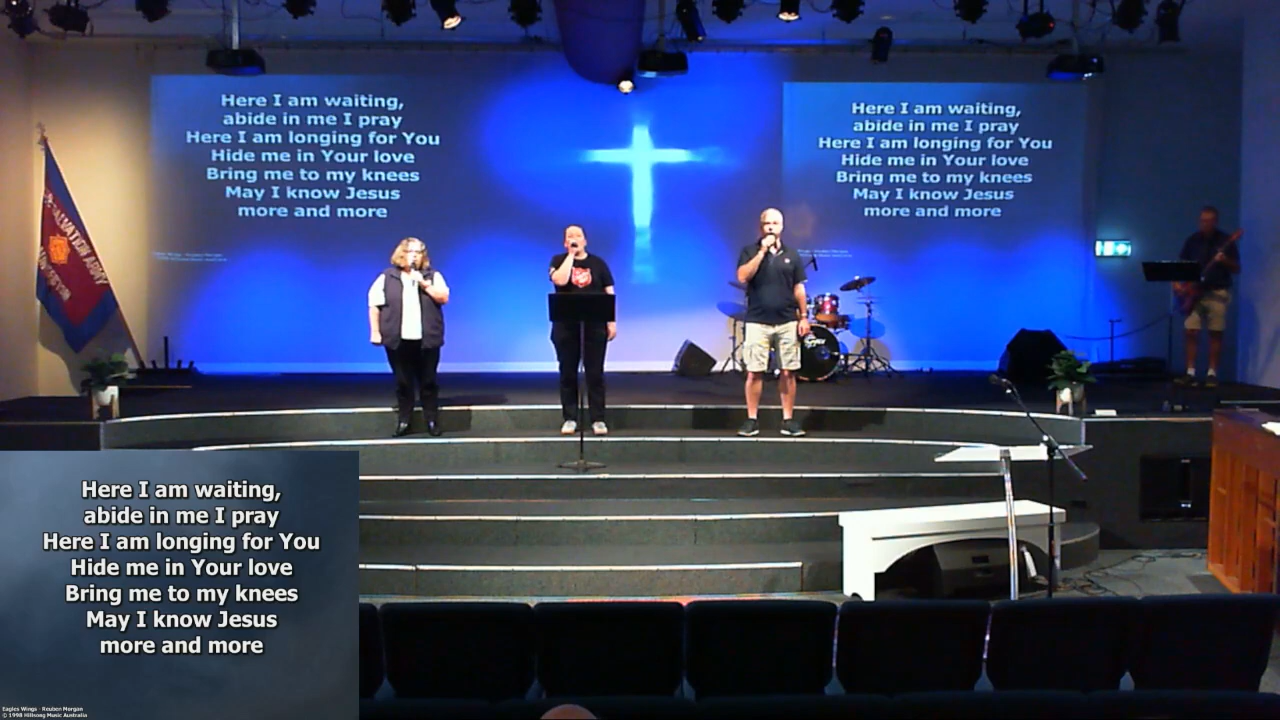 Here I am waiting,
abide in me I pray
Here I am longing for You
Hide me in Your love
Bring me to my knees
May I know Jesus
more and more
Here I am waiting,
abide in me I pray
Here I am longing for You
Hide me in Your love
Bring me to my knees
May I know Jesus
more and more
SALVATION ARMY
Here I am waiting,
abide in me I pray
Here I am longing for You
Hide me in Your love
Bring me to my knees
May I know Jesus
more and more
Eagles Wings - Reuben Morgan
© 1998 Hillsong Music Australia